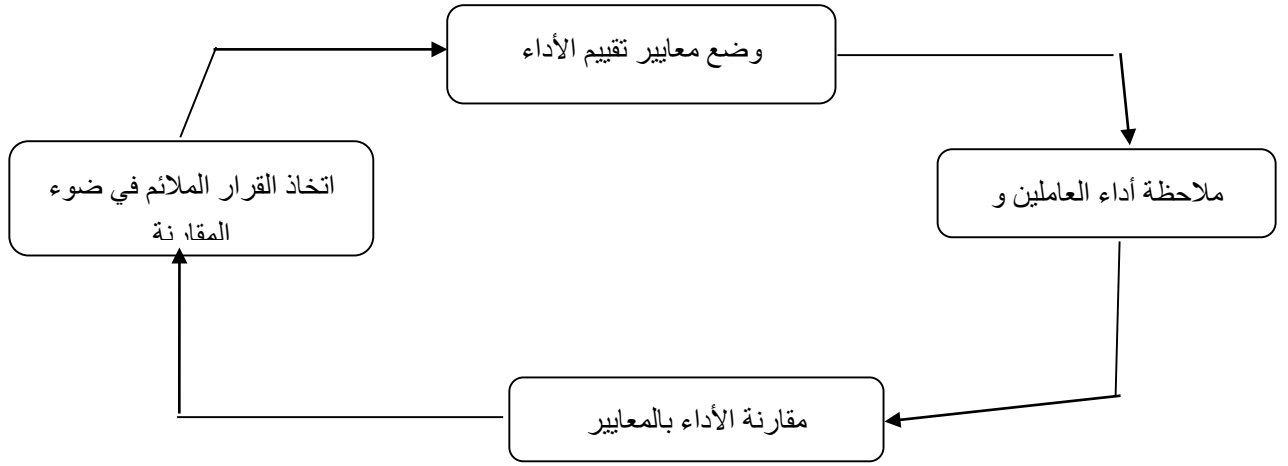 وضع معايير تقييم الأداء
ملاحظة أداء العاملين و
مقارنة الأداء بالمعايير
اتخاذ القرار الملائم في ضوء
المقارنة